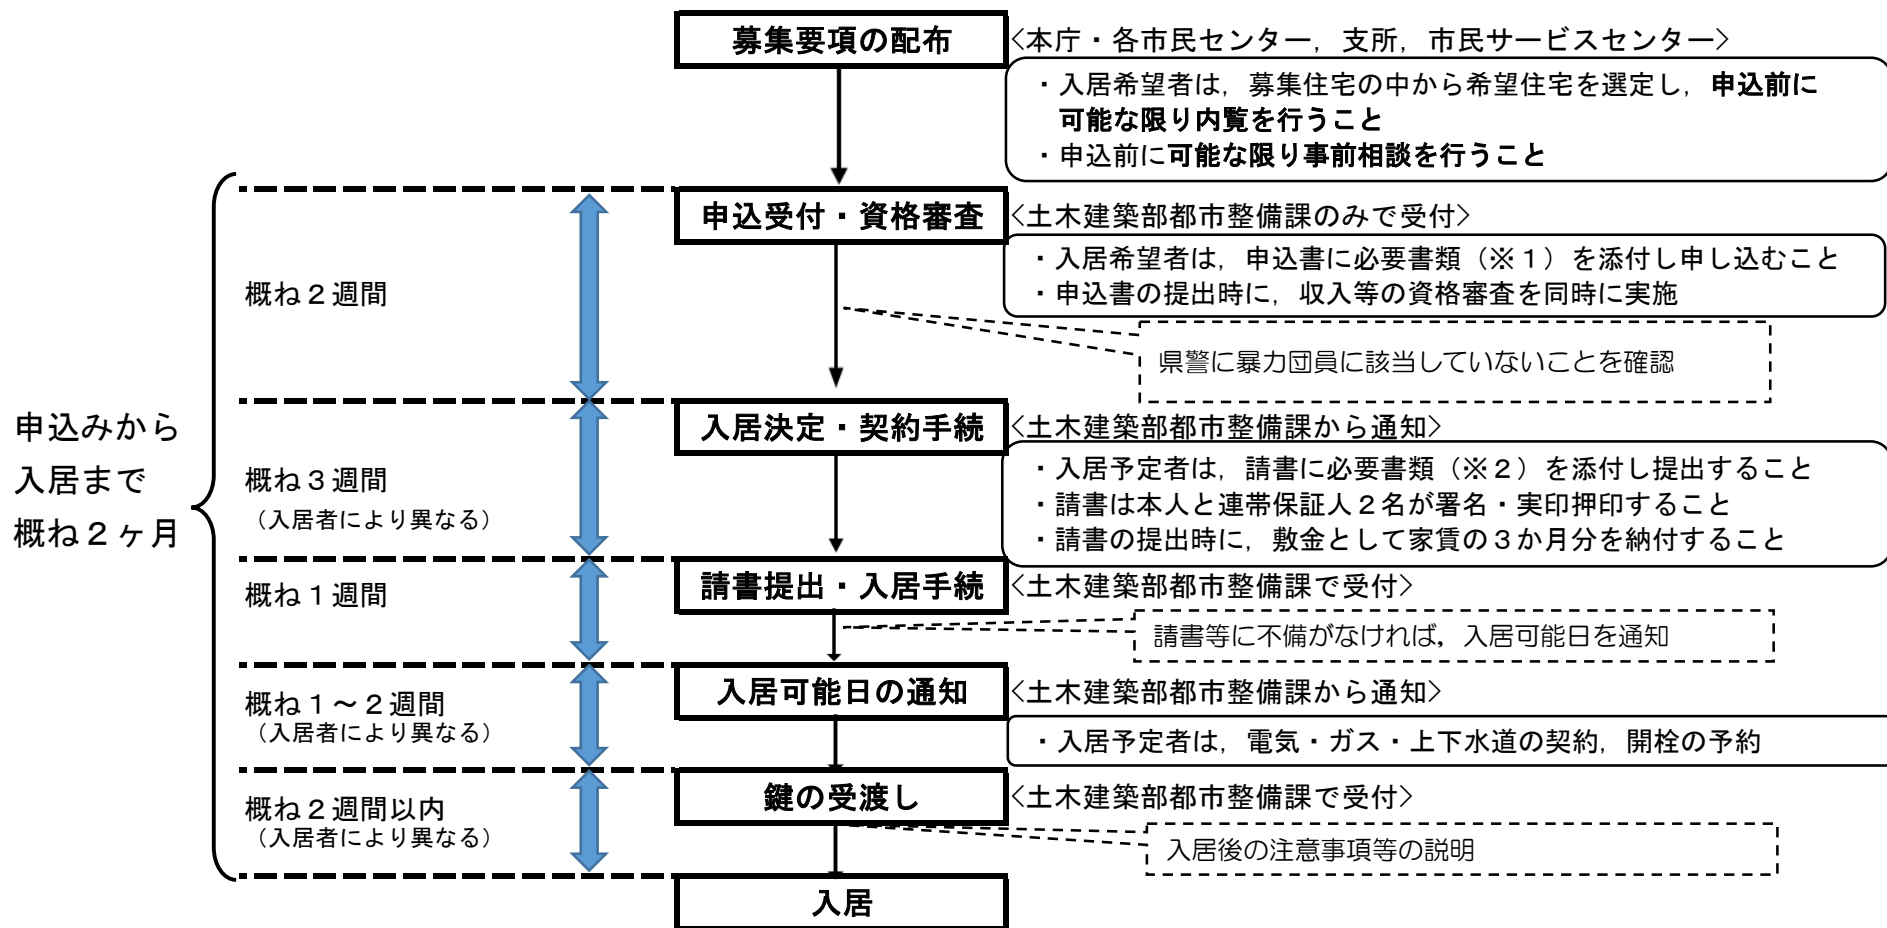 募集要項の配布
〈本庁・各市民センター，支所，市民サービスセンター〉
・入居希望者は，募集住宅の中から希望住宅を選定し，申込前に
可能な限り内覧を行うこと
・申込前に可能な限り事前相談を行うこと
申込受付・資格審査
〈土木建築部都市整備課のみで受付〉
・入居希望者は，申込書に必要書類（※１）を添付し申し込むこと
・申込書の提出時に，収入等の資格審査を同時に実施
概ね２週間
県警に暴力団員に該当していないことを確認
申込みから
入居まで
概ね２ヶ月
入居決定・契約手続
〈土木建築部都市整備課から通知〉
・入居予定者は，請書に必要書類（※２）を添付し提出すること
・請書は本人と連帯保証人２名が署名・実印押印すること
・請書の提出時に，敷金として家賃の３か月分を納付すること
概ね３週間
（入居者により異なる）
請書提出・入居手続
〈土木建築部都市整備課で受付〉
概ね１週間
請書等に不備がなければ，入居可能日を通知
入居可能日の通知
〈土木建築部都市整備課から通知〉
概ね１～２週間
（入居者により異なる）
・入居予定者は，電気・ガス・上下水道の契約，開栓の予約
鍵の受渡し
〈土木建築部都市整備課で受付〉
概ね２週間以内
（入居者により異なる）
入居後の注意事項等の説明
入居